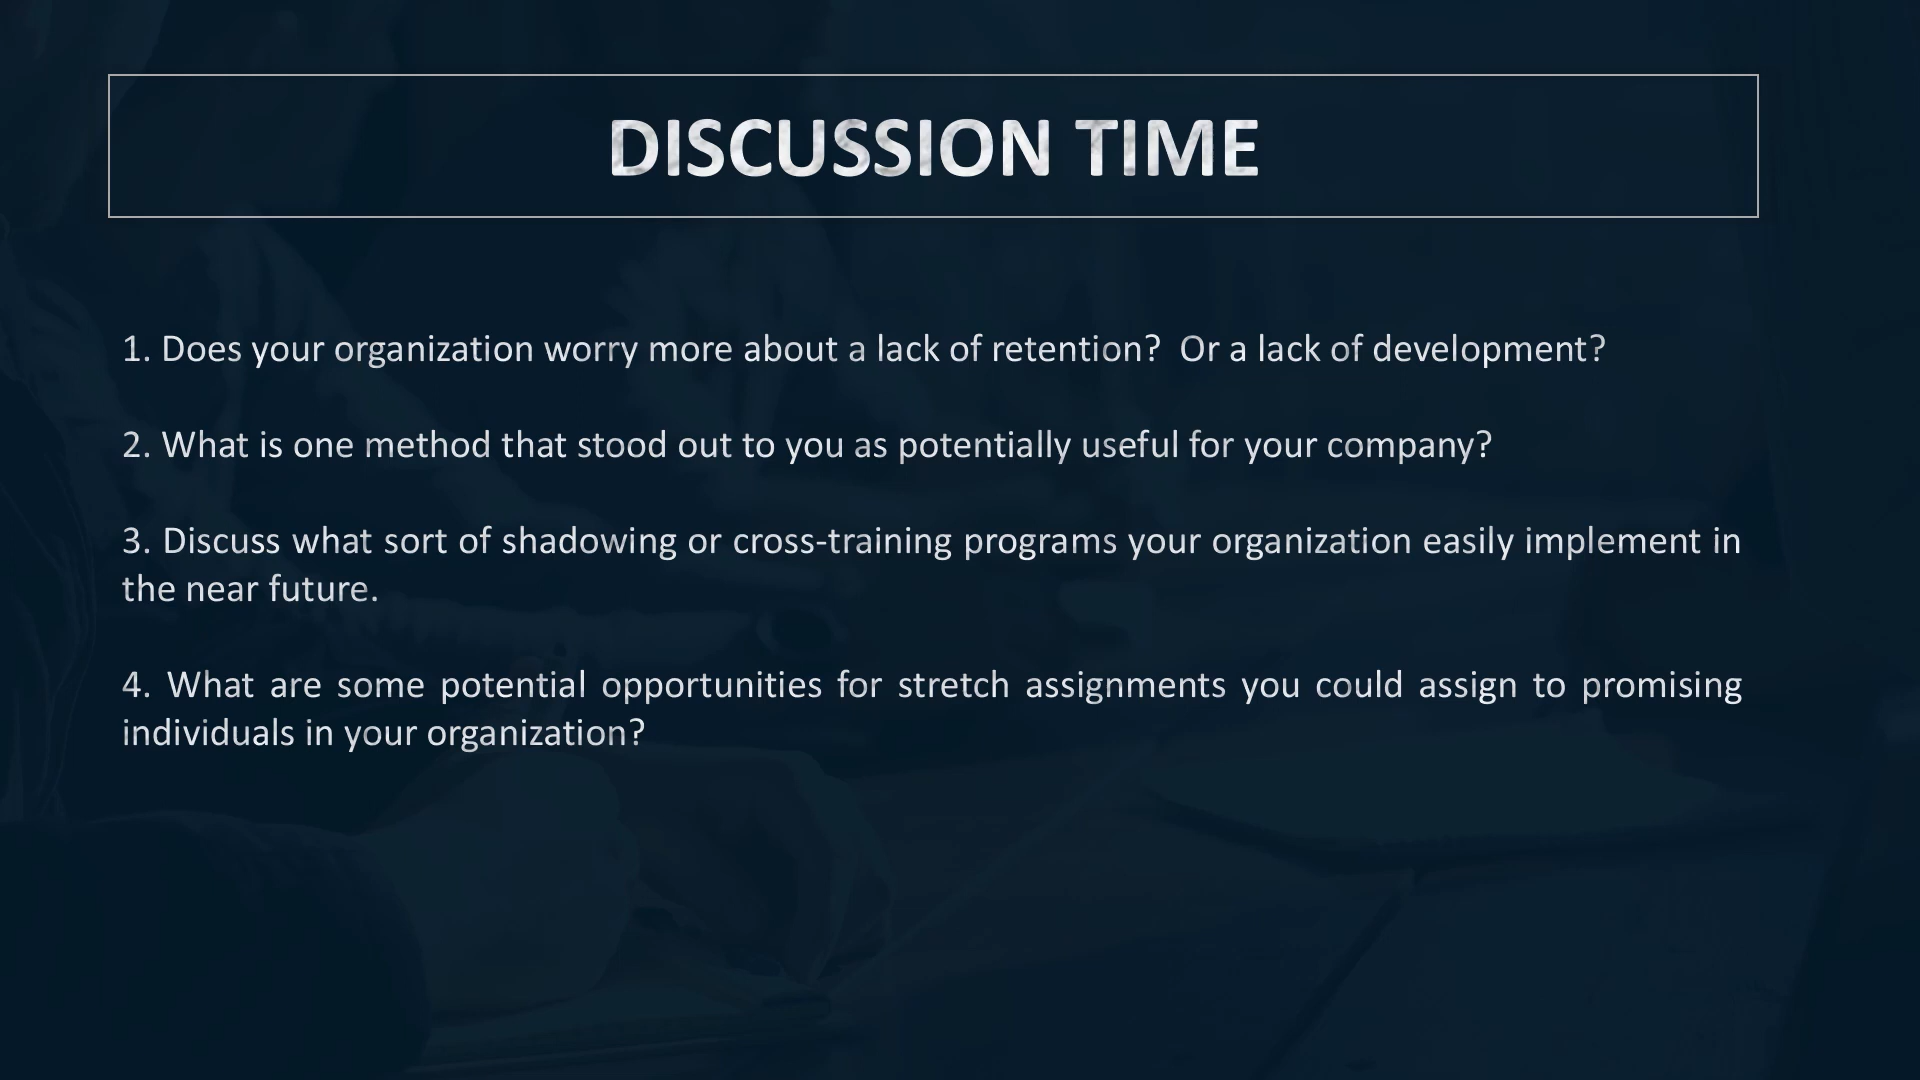 DISCUSSION TIME
1. Does your organization worry more about a lack of retention?  Or a lack of development?
2. What is one method that stood out to you as potentially useful for your company?
3. Discuss what sort of shadowing or cross-training programs your organization easily implement in
the near future.
4. What are some potential opportunities for stretch assignments you could assign to promising
individuals in your organization?